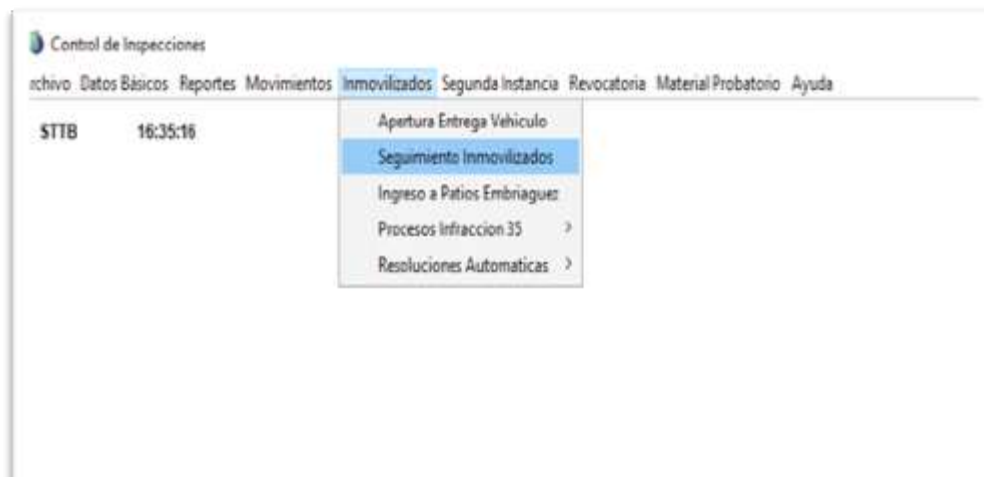 Control de Inspecciones
rchivo Datos Básicos Reportes Movimientos Inmovilizados Segunda Instancia Revocatoria Material Probatorio Ayuda
STTB 16:35:16
Apertura Entrega Vehiculo
Seguimiento Inmovilizados
Ingreso a Patios Embriaguez
Procesos Infraccion 35
Resoluciones Automaticas